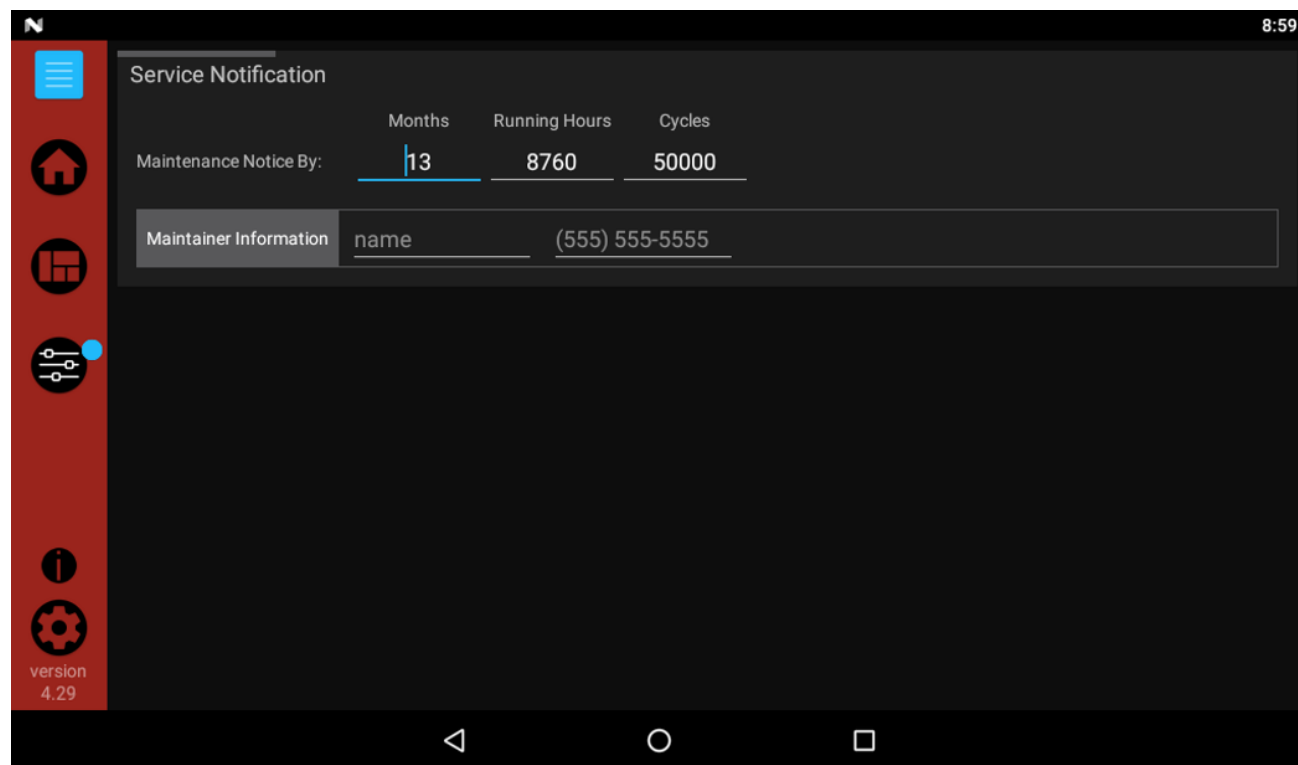 8:59
Service Notification
Months Running Hours Cycles
Maintenance Notice By: 13 8760 50000
Maintainer Information name (555) 555-5555
version
4.29